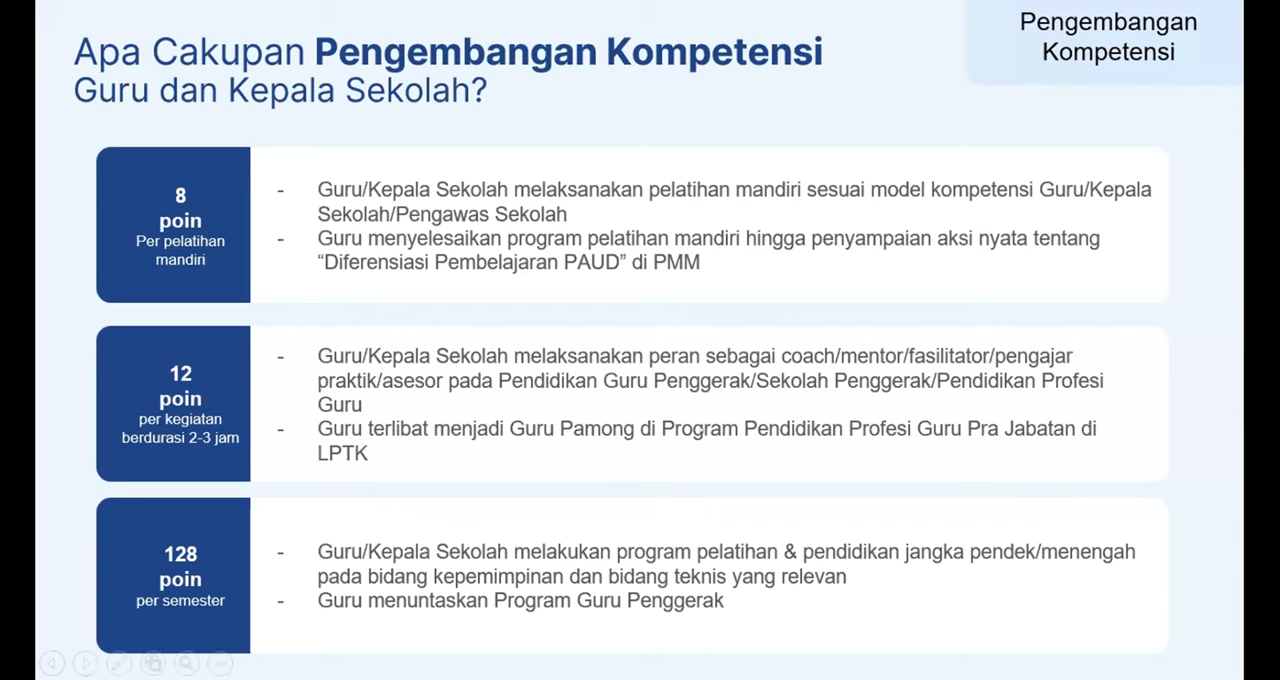 Pengembangan
Kompetensi
Apa Cakupan Pengembangan Kompetensi
Guru dan Kepala Sekolah?
8
poin
Per pelatihan
mandiri
- Guru/Kepala Sekolah melaksanakan pelatihan mandiri sesuai model kompetensi Guru/Kepala
Sekolah/Pengawas Sekolah
- Guru menyelesaikan program pelatihan mandiri hingga penyampaian aksi nyata tentang
“Diferensiasi Pembelajaran PAUD” di PMM
12
poin
per kegiatan
berdurasi 2-3 jam
- Guru/Kepala Sekolah melaksanakan peran sebagai coach/mentor/fasilitator/pengajar
praktik/asesor pada Pendidikan Guru Penggerak/Sekolah Penggerak/Pendidikan Profesi
Guru
- Guru terlibat menjadi Guru Pamong di Program Pendidikan Profesi Guru Pra Jabatan di
LPTK
128
poin
per semester
- Guru/Kepala Sekolah melakukan program pelatihan & pendidikan jangka pendek/menengah
pada bidang kepemimpinan dan bidang teknis yang relevan
- Guru menuntaskan Program Guru Penggerak